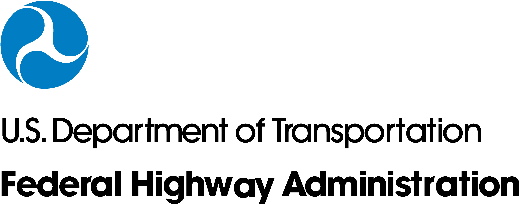 U.S. Department of Transportation
Federal Highway Administration